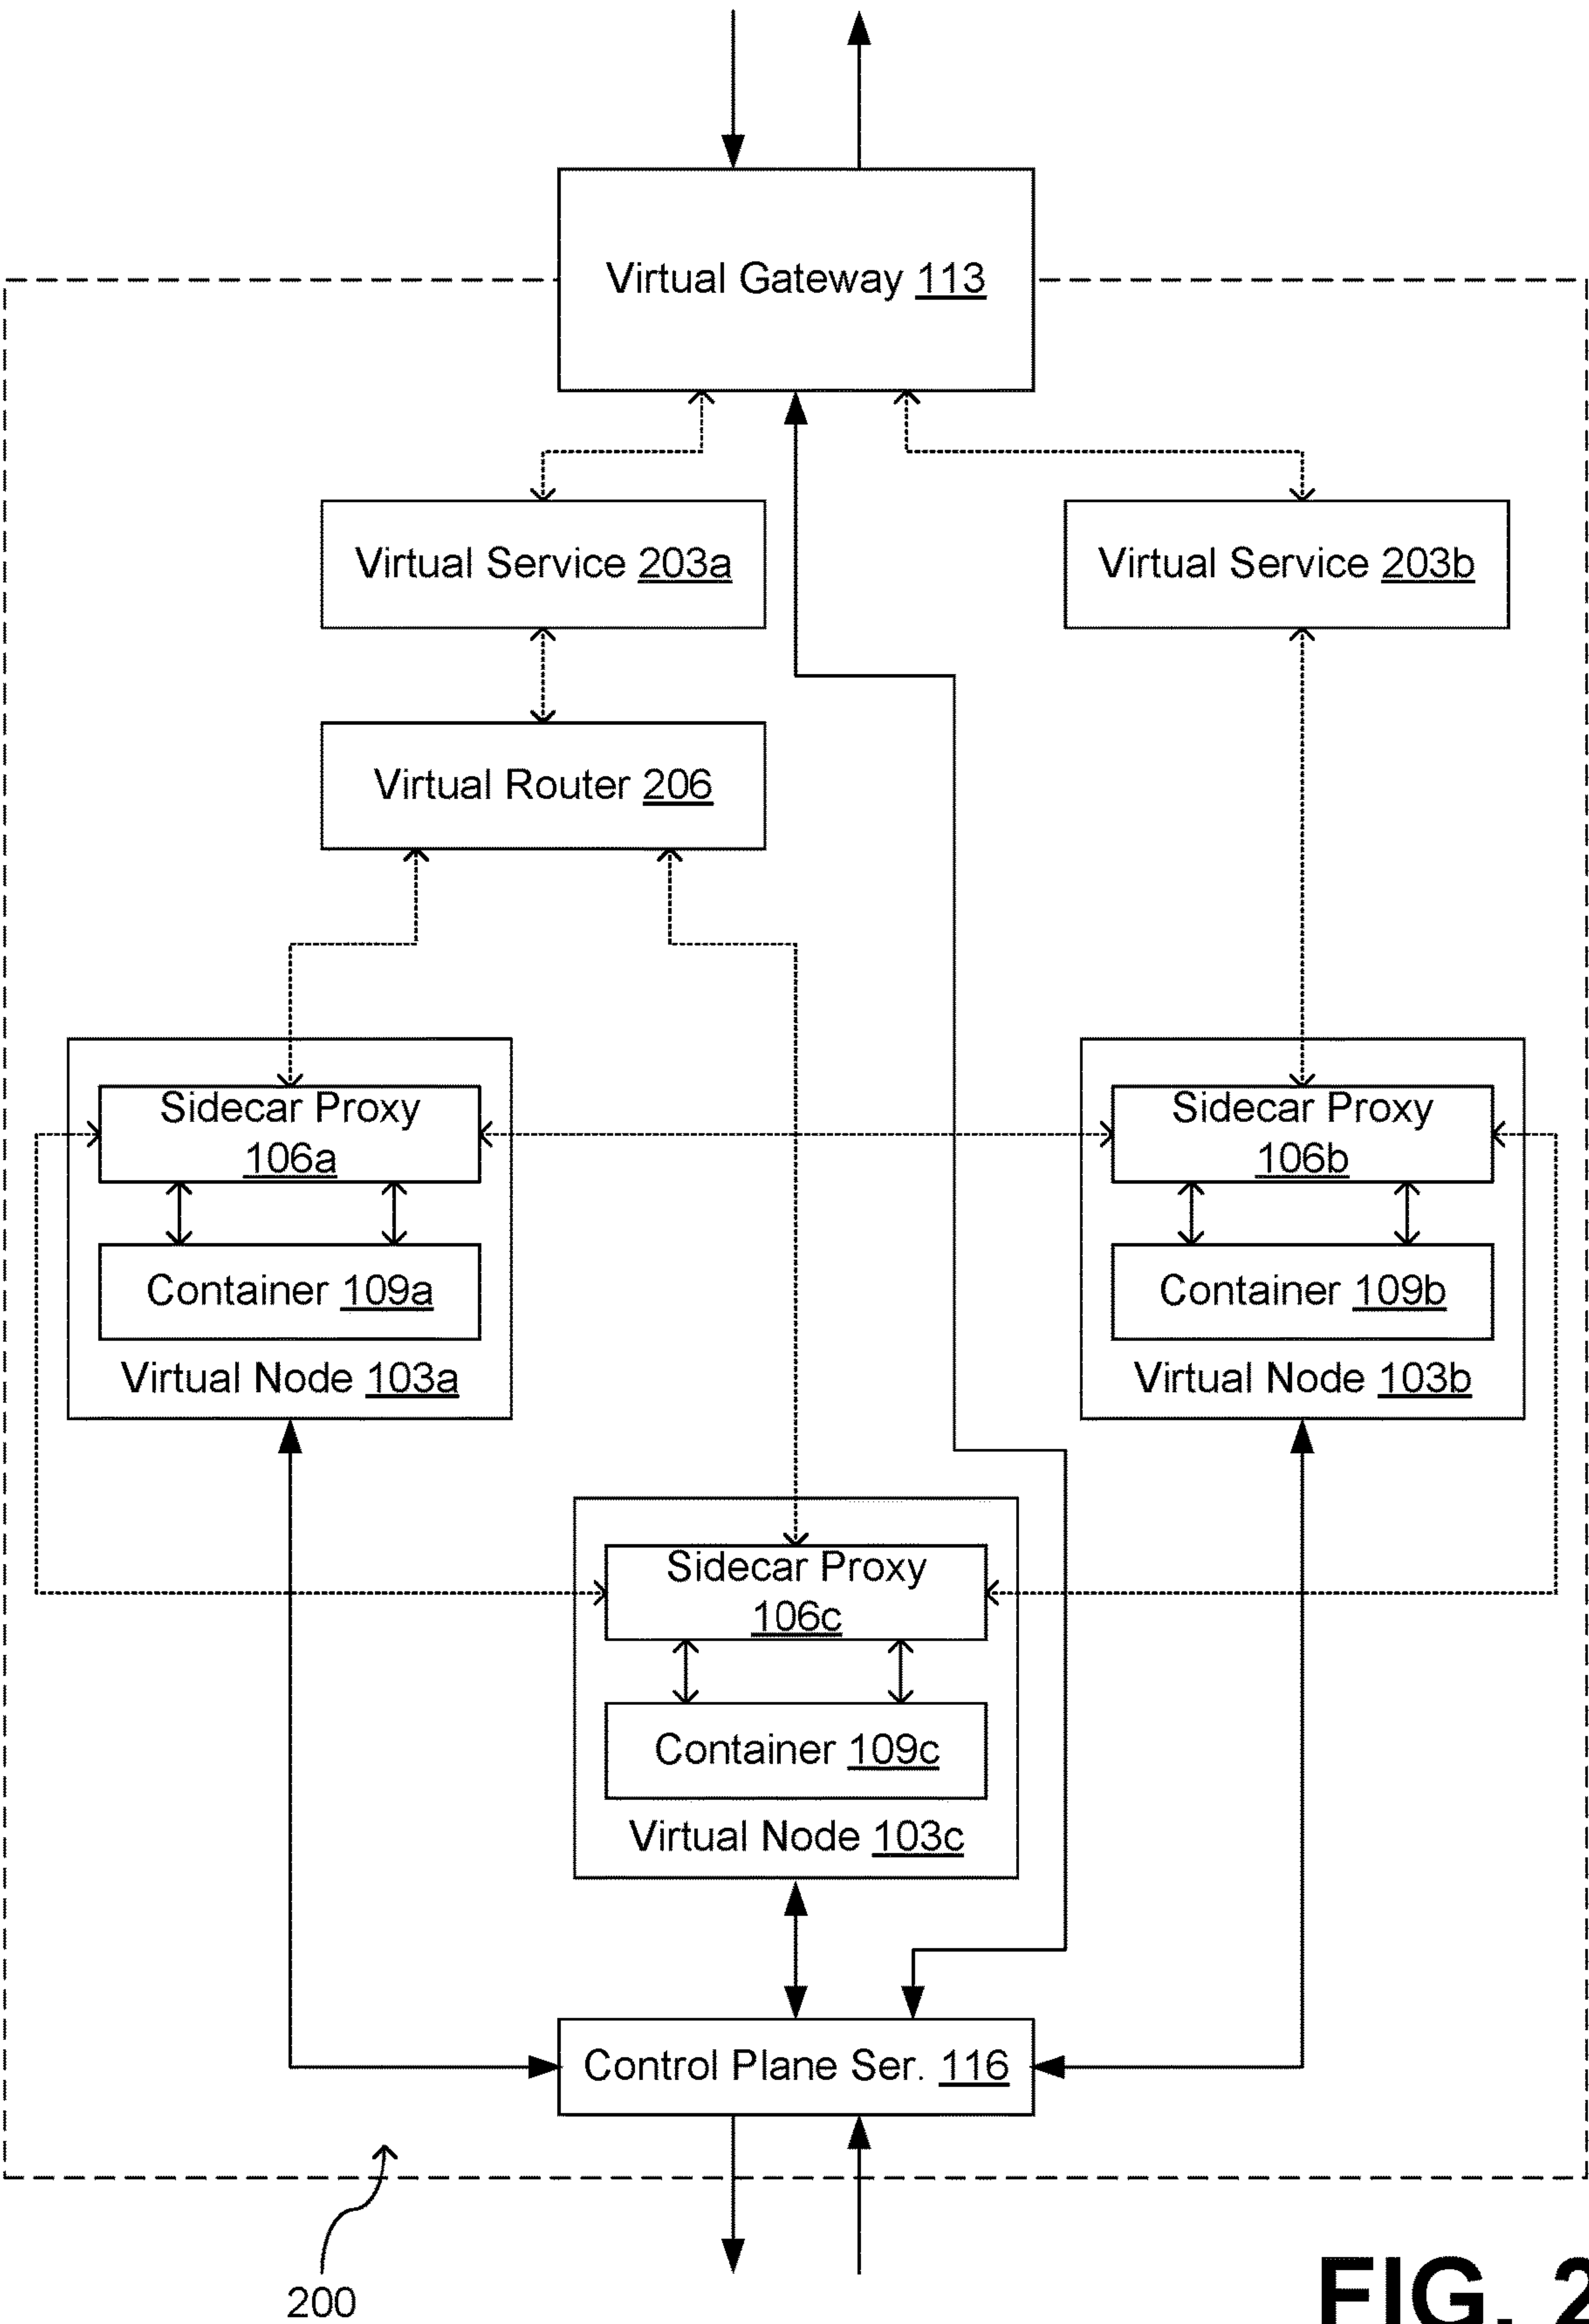 Virtual Gateway 113
Virtual Service 203a
Virtual Service 203b
Virtual Router 206
Sidecar Proxy
106a
Sidecar Proxy
106b
Container 109a
Container 109b
Virtual Node 103a
Virtual Node 103b
Sidecar Proxy
106c
Container 109c
Virtual Node 103c
Control Plane Ser. 116
200
FIG. 2